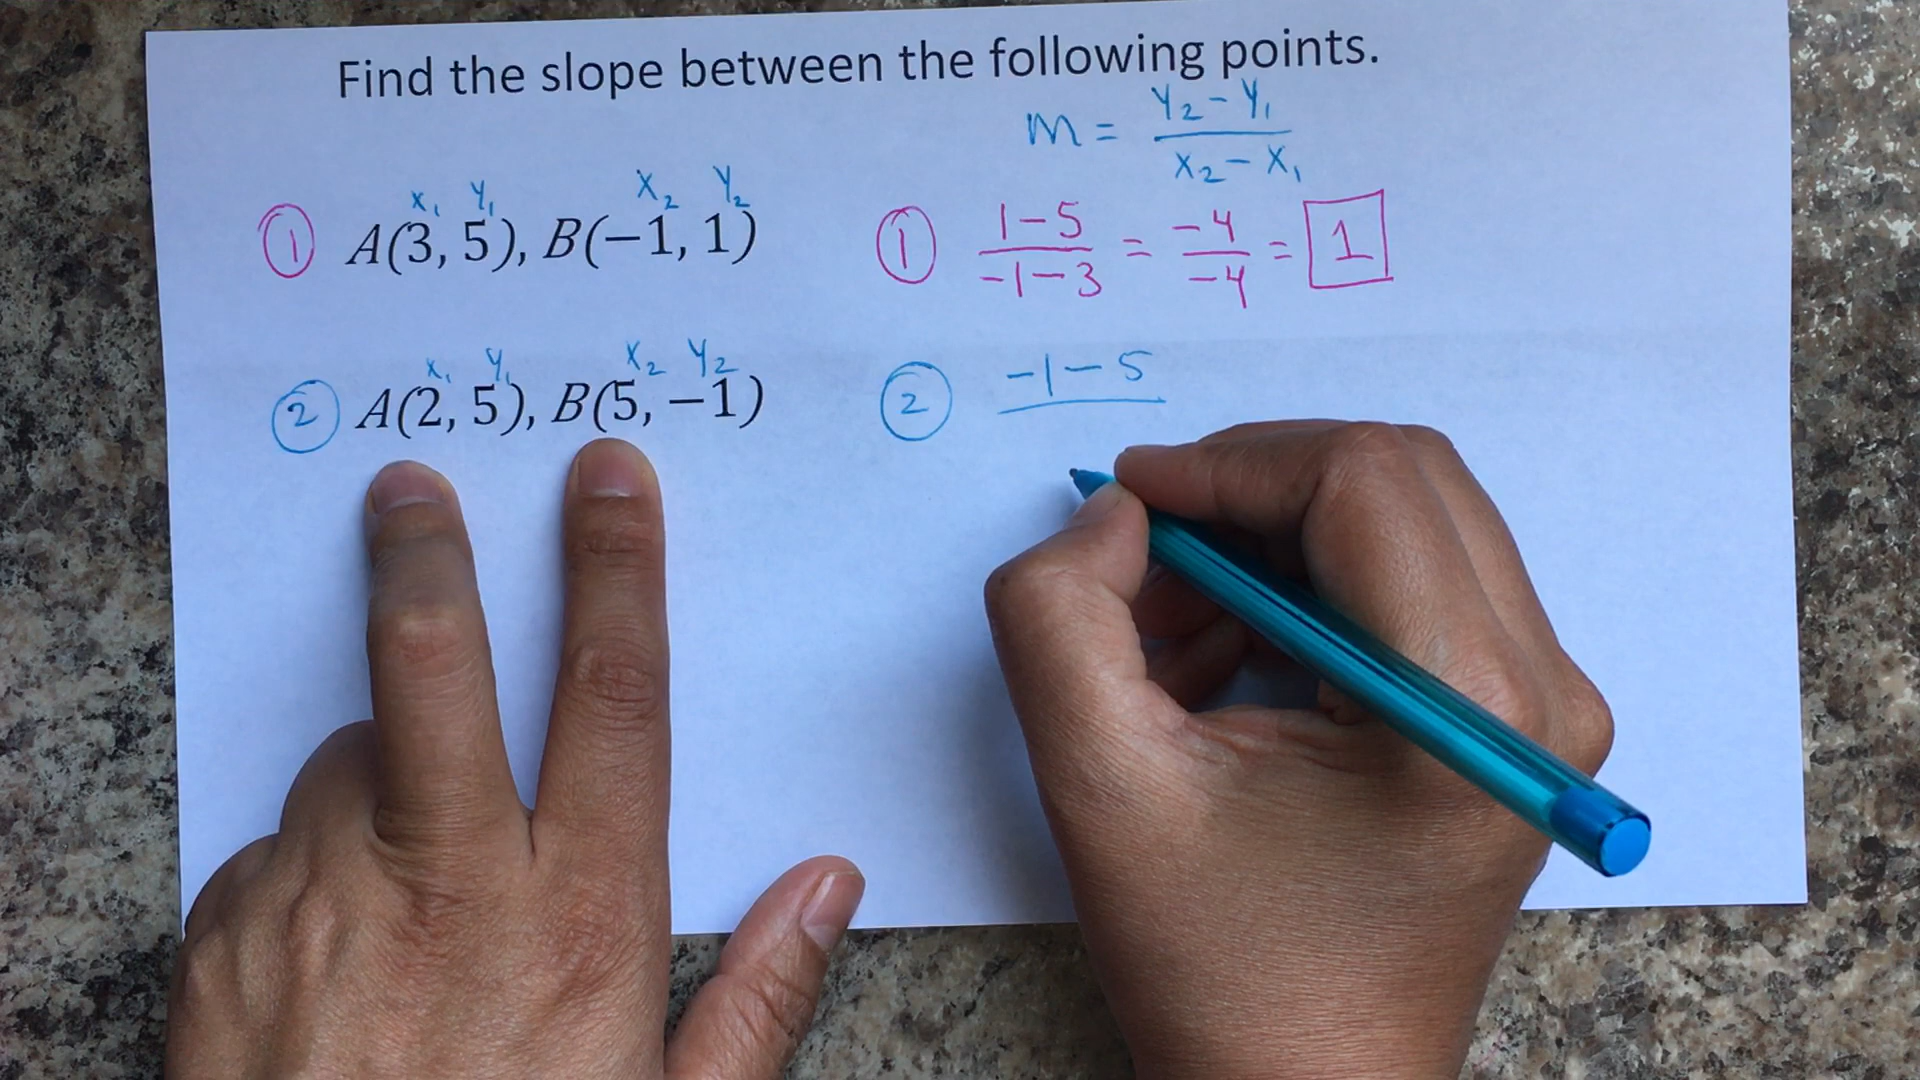 Find the slope between the following points.
m = Y₂ - Y₁
X₂ - X₁
X₁ Y₁ X₂ Y₂
① A(3, 5), B(−1, 1)
① 1-5 = -4 = 1
-1-3 -4
X₁ Y₁ X₂ Y₂
② A(2, 5), B(5, −1)
② -1-5